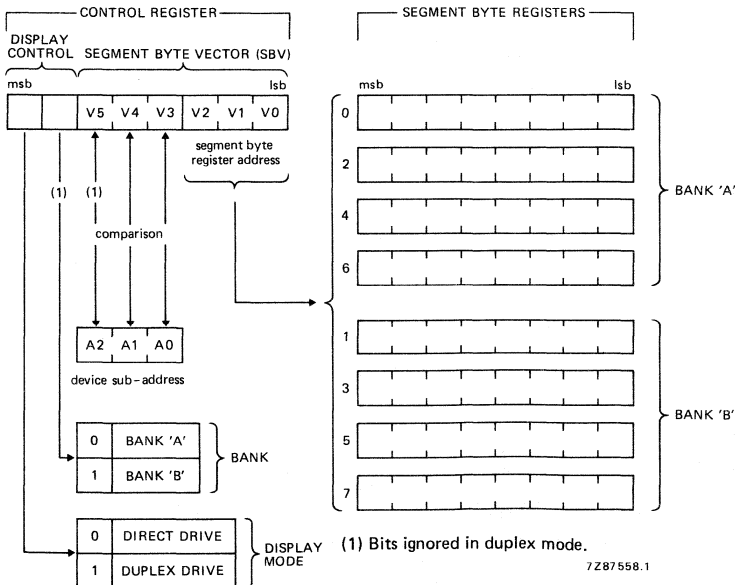 CONTROL REGISTER
DISPLAY CONTROL
SEGMENT BYTE VECTOR (SBV)
msb
lsb
V5 V4 V3 V2 V1 V0
segment byte
register address
(1)
(1)
comparison
A2 A1 A0
device sub-address
0 BANK 'A'
1 BANK 'B'
BANK
0 DIRECT DRIVE
1 DUPLEX DRIVE
DISPLAY
MODE
SEGMENT BYTE REGISTERS
msb
lsb
0
2
4
6
BANK 'A'
1
3
5
7
BANK 'B'
(1) Bits ignored in duplex mode.
7Z87558.1